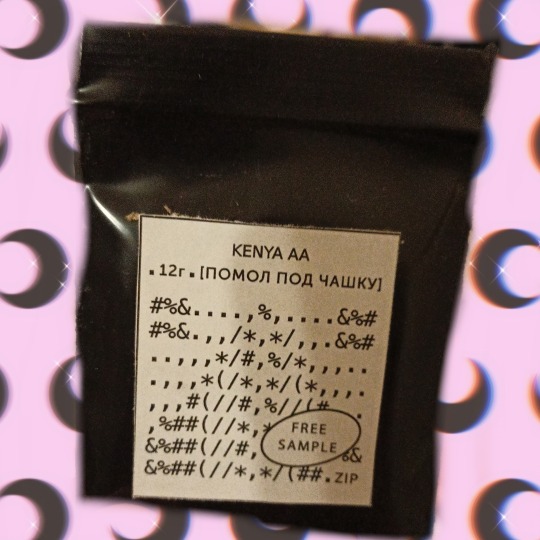 KENYA AA
.12г.[ПОМОЛ ПОД ЧАШКУ]
#%&....,%,....&%#
#%&.,,/*,*/,,.&%#
..,,,*/#,%/*,,,..
.,,,*(/*,*/(*,,,.
,,,#(//#,%//(# .
,%##(//*,*
&%##(//#, %&
&%##(//*,*/(##.ZIP
FREE
SAMPLE